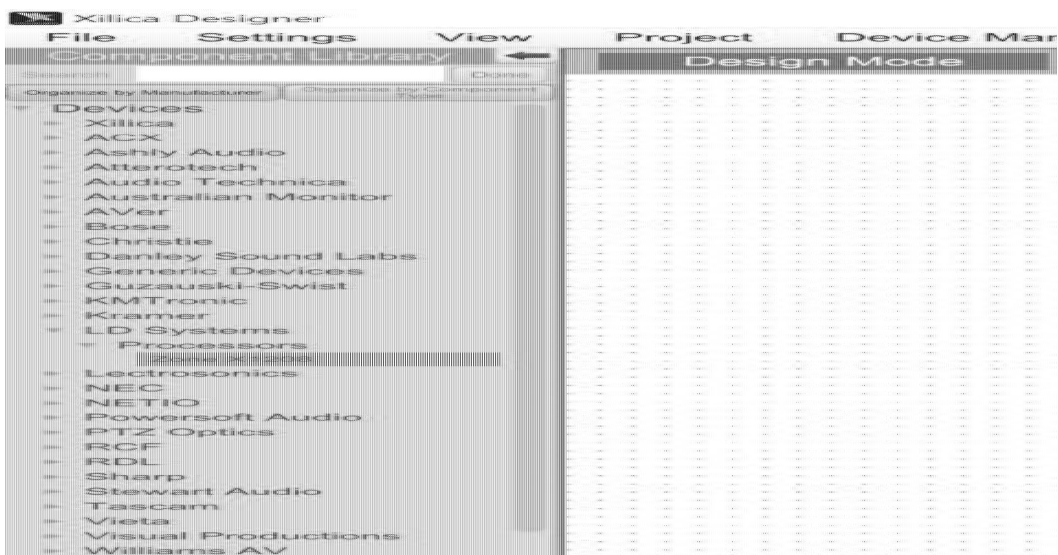 Xilica Designer
File Settings View Project Device Mar
Component Library Design Mode
Search Done
Organize by Manufacturer Organize by Component Type
Devices
Xilica
ACX
Ashly Audio
Atterotech
Audio Technica
Australian Monitor
AVer
Bose
Christie
Danley Sound Labs
Generic Devices
Guzauski-Swist
KMTronic
Kramer
LD Systems
Processors
Zone X1208
Lectrosonics
NEC
NETIO
Powersoft Audio
PTZ Optics
RCF
RDL
Sharp
Stewart Audio
Tascam
Vieta
Visual Productions
Williams AV